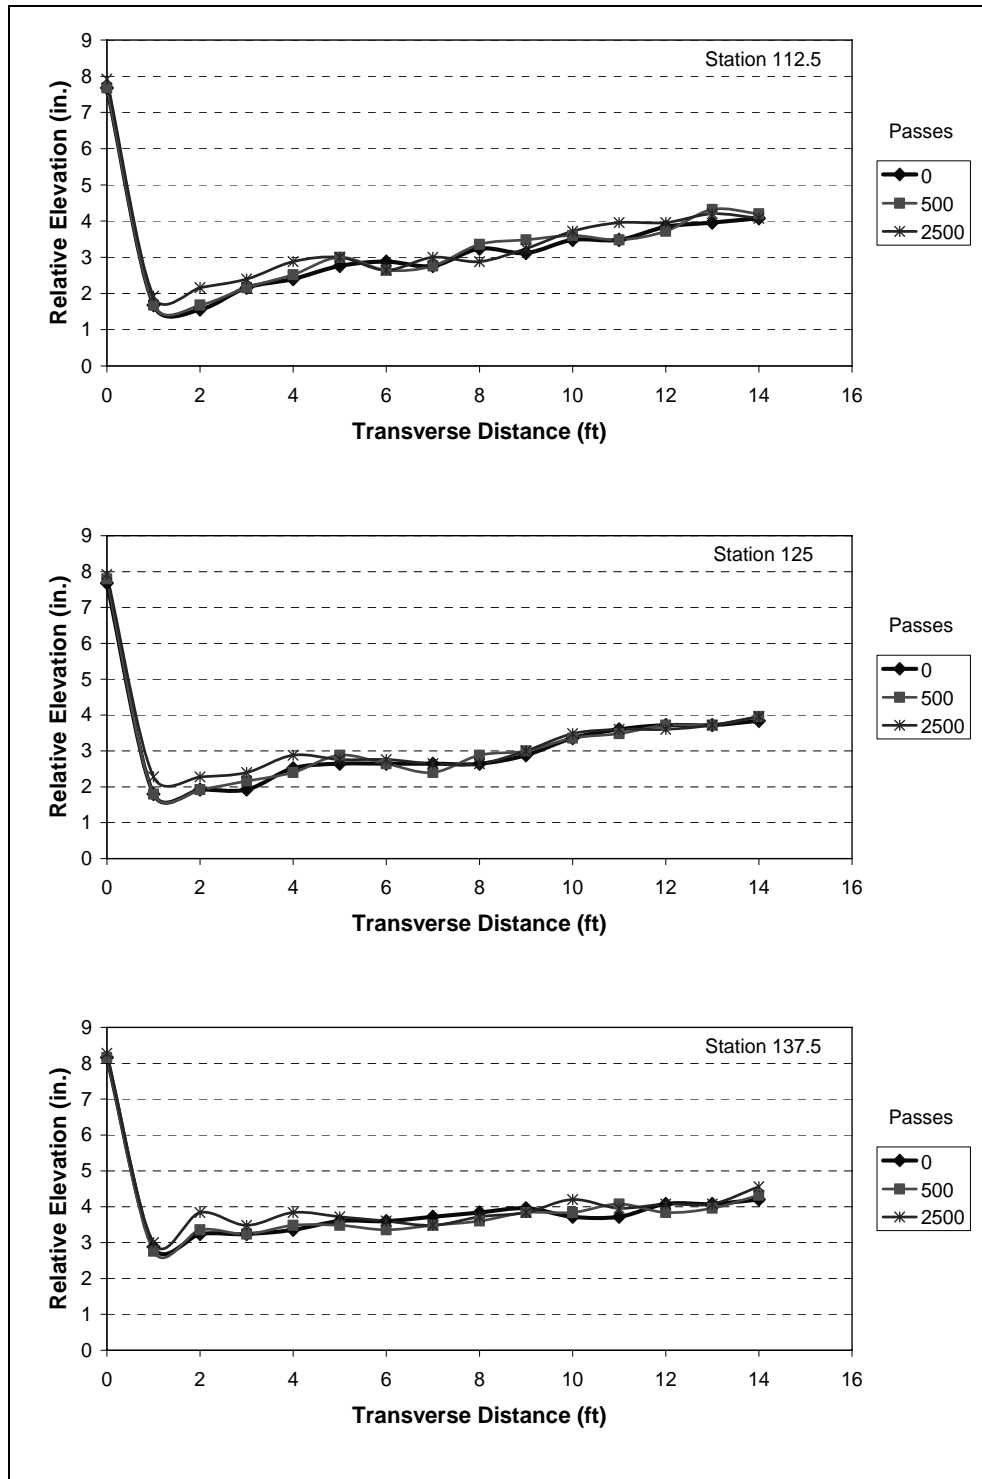 Station 112.5
Relative Elevation (in.)
9
8
7
6
5
4
3
2
1
0
0 2 4 6 8 10 12 14 16
Transverse Distance (ft)
Passes
0
500
2500
Station 125
Relative Elevation (in.)
9
8
7
6
5
4
3
2
1
0
0 2 4 6 8 10 12 14 16
Transverse Distance (ft)
Passes
0
500
2500
Station 137.5
Relative Elevation (in.)
9
8
7
6
5
4
3
2
1
0
0 2 4 6 8 10 12 14 16
Transverse Distance (ft)
Passes
0
500
2500